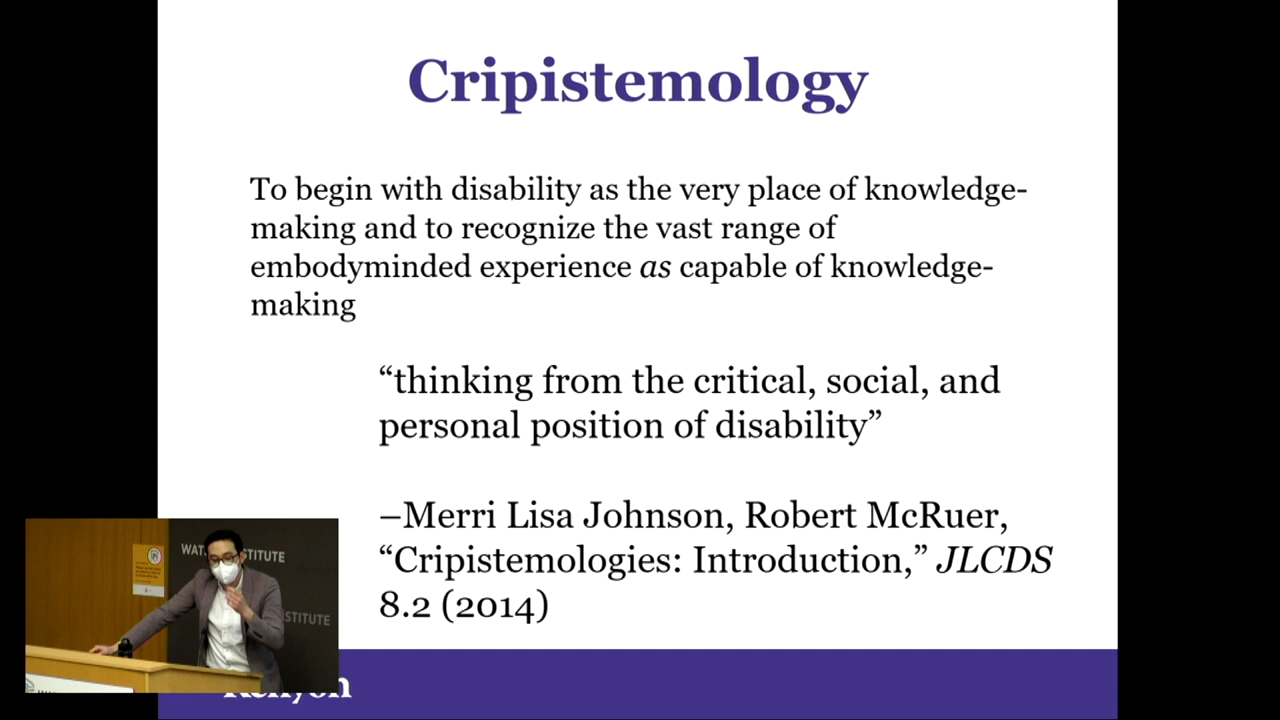 Cripistemology
To begin with disability as the very place of knowledge-
making and to recognize the vast range of
embodyminded experience as capable of knowledge-
making
“thinking from the critical, social, and
personal position of disability”
–Merri Lisa Johnson, Robert McRuer,
“Cripistemologies: Introduction,” JLCDS
8.2 (2014)
WAT STITUTE
STITUTE
Kenyon